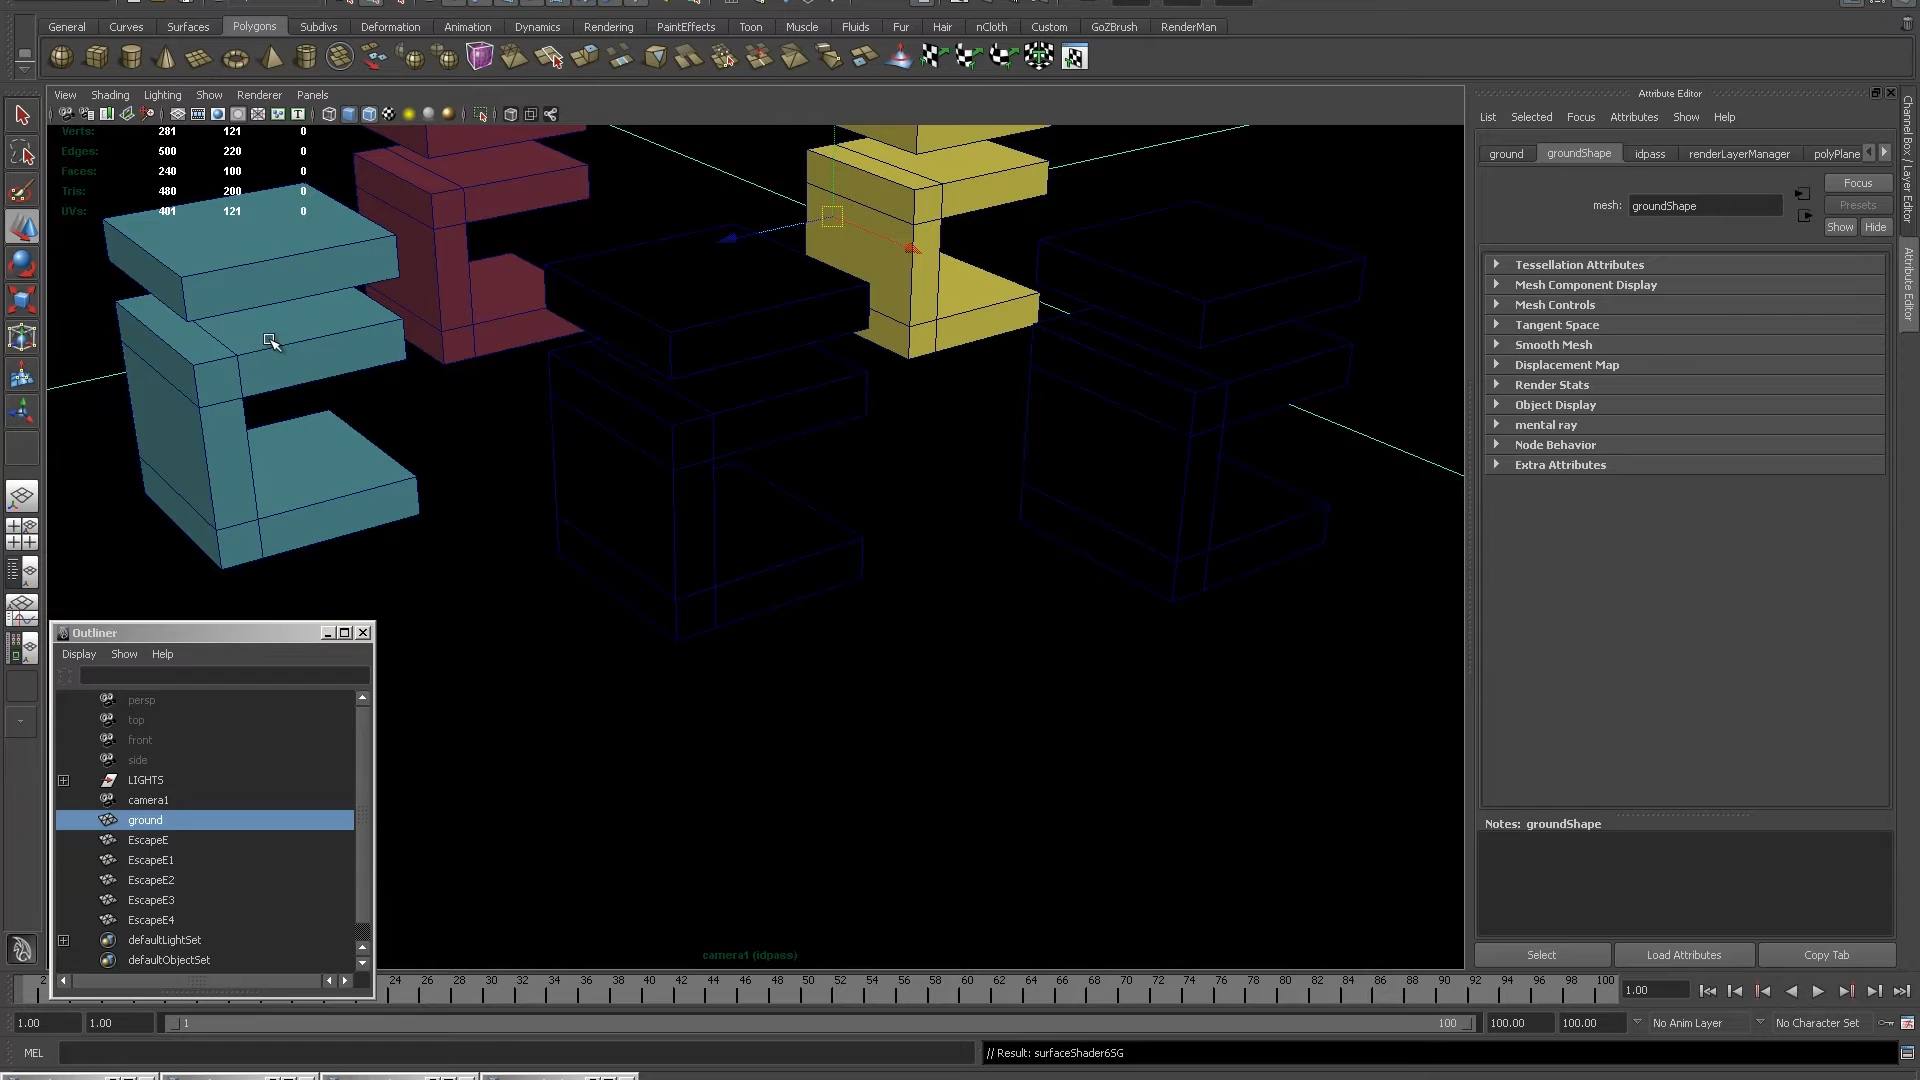 General Curves Surfaces Polygons Subdivs Deformation Animation Dynamics Rendering PaintEffects Toon Muscle Fluids Fur Hair nCloth Custom GoZBrush RenderMan
View Shading Lighting Show Renderer Panels
Verts: 281 121 0
Edges: 500 220 0
Faces: 240 100 0
Tris: 480 200 0
UVs: 401 121 0
camera1 (idpass)
Outliner
Display Show Help
persp
top
front
side
LIGHTS
camera1
ground
EscapeE
EscapeE1
EscapeE2
EscapeE3
EscapeE4
defaultLightSet
defaultObjectSet
Attribute Editor
List Selected Focus Attributes Show Help
ground groundShape idpass renderLayerManager polyPlane
mesh: groundShape
Focus
Presets
Show Hide
Tessellation Attributes
Mesh Component Display
Mesh Controls
Tangent Space
Smooth Mesh
Displacement Map
Render Stats
Object Display
mental ray
Node Behavior
Extra Attributes
Notes: groundShape
Select Load Attributes Copy Tab
Channel Box / Layer Editor
Attribute Editor
2 24 26 28 30 32 34 36 38 40 42 44 46 48 50 52 54 56 58 60 62 64 66 68 70 72 74 76 78 80 82 84 86 88 90 92 94 96 98 100 1.00
1.00 1.00 1 100 100.00 100.00 No Anim Layer No Character Set
MEL // Result: surfaceShader6SG